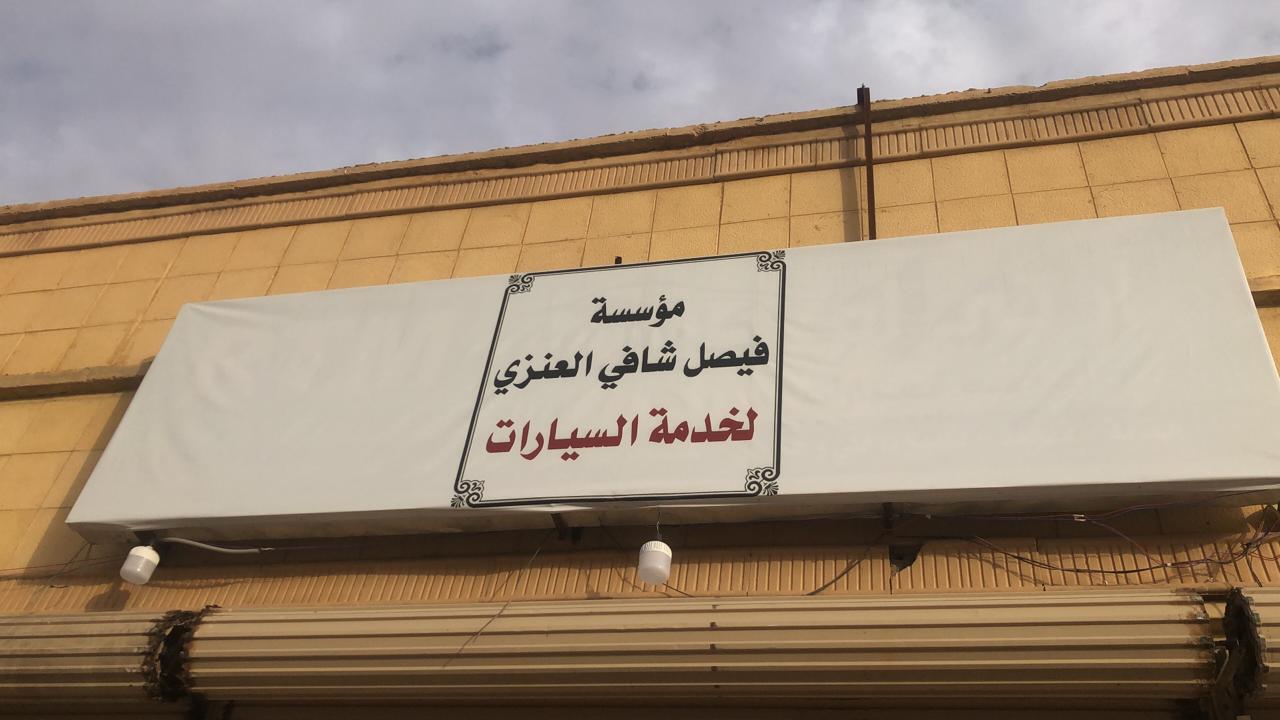 مؤسسة
فيصل شافي العنزي
لخدمة السيارات